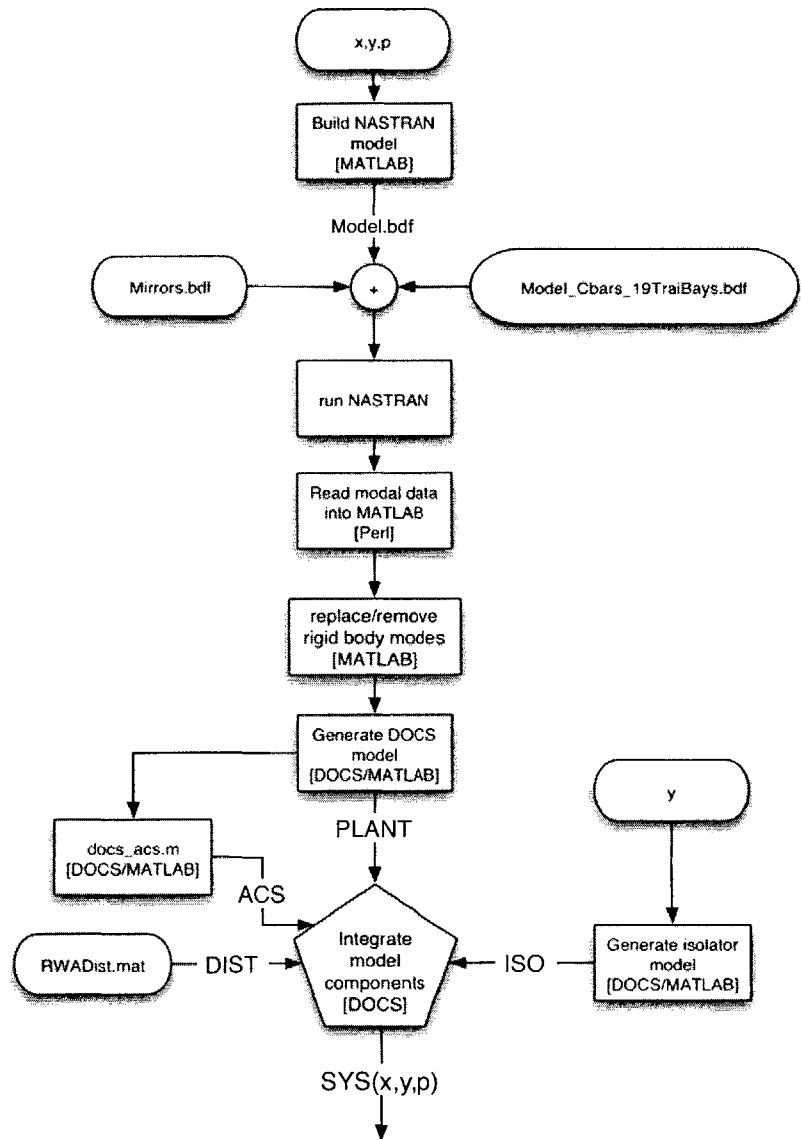 x,y,p
Build NASTRAN
model
[MATLAB]
Model.bdf
Mirrors.bdf
+
Model_Cbars_19TraiBays.bdf
run NASTRAN
Read modal data
into MATLAB
[Perl]
replace/remove
rigid body modes
[MATLAB]
Generate DOCS
model
[DOCS/MATLAB]
y
PLANT
docs_acs.m
[DOCS/MATLAB]
ACS
Integrate
model
components
[DOCS]
RWADist.mat
DIST
ISO
Generate isolator
model
[DOCS/MATLAB]
SYS(x,y,p)